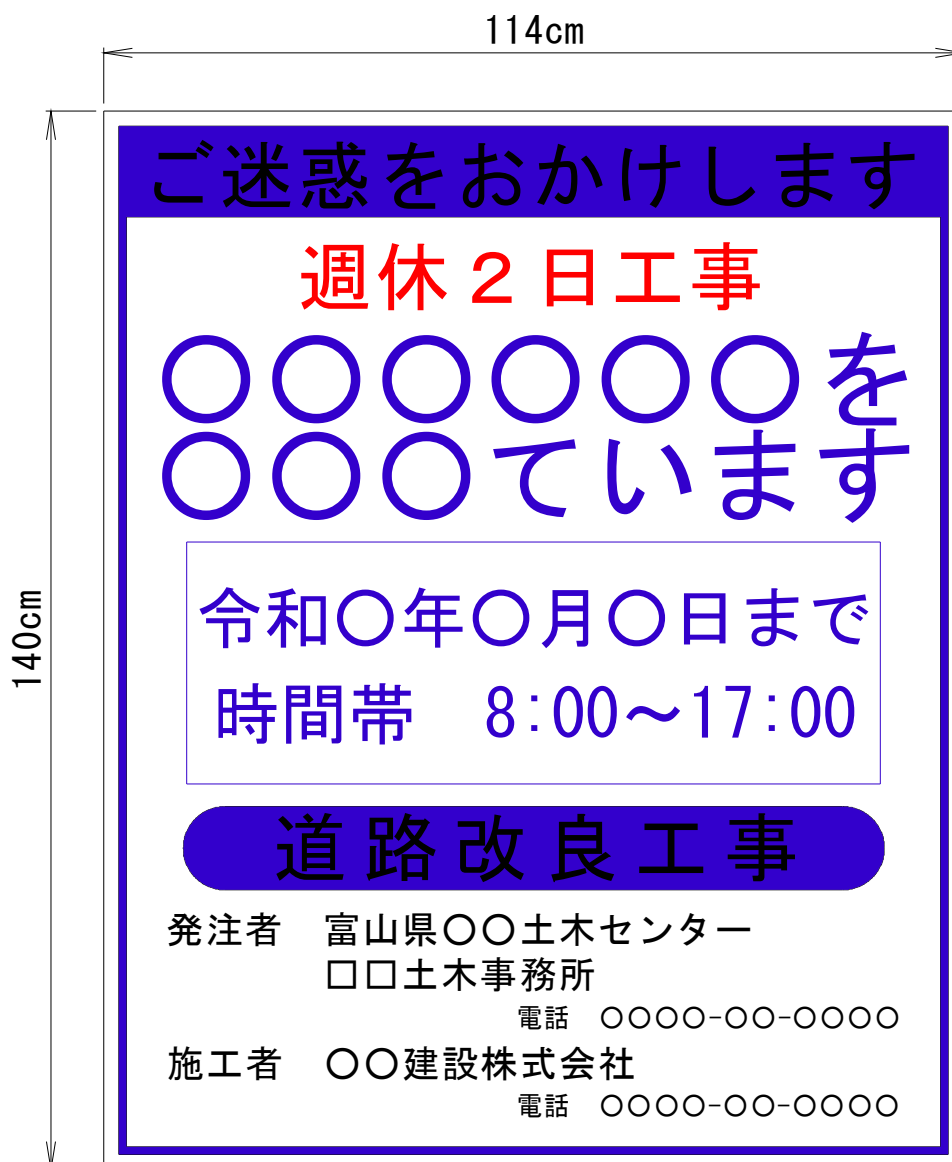 114cm
140cm
ご迷惑をおかけします
週休２日工事
〇〇〇〇〇〇を
〇〇〇ています
令和〇年〇月〇日まで
時間帯　8:00～17:00
道路改良工事
発注者　富山県〇〇土木センター
□□土木事務所
電話　〇〇〇〇-〇〇-〇〇〇〇
施工者　〇〇建設株式会社
電話　〇〇〇〇-〇〇-〇〇〇〇